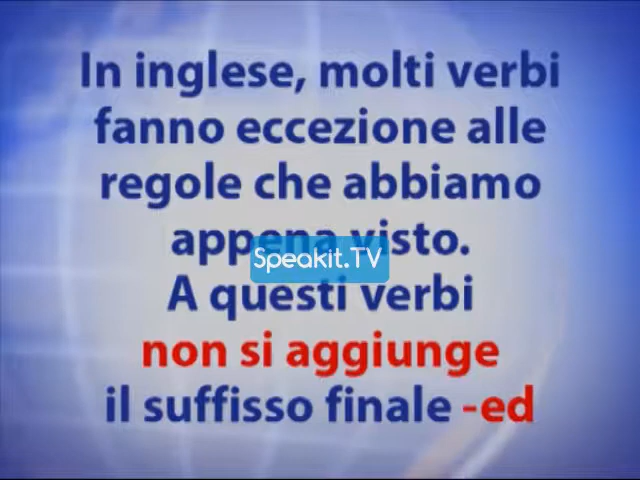 In inglese, molti verbi
fanno eccezione alle
regole che abbiamo
appena visto.
Speakit.TV
A questi verbi
non si aggiunge
il suffisso finale -ed